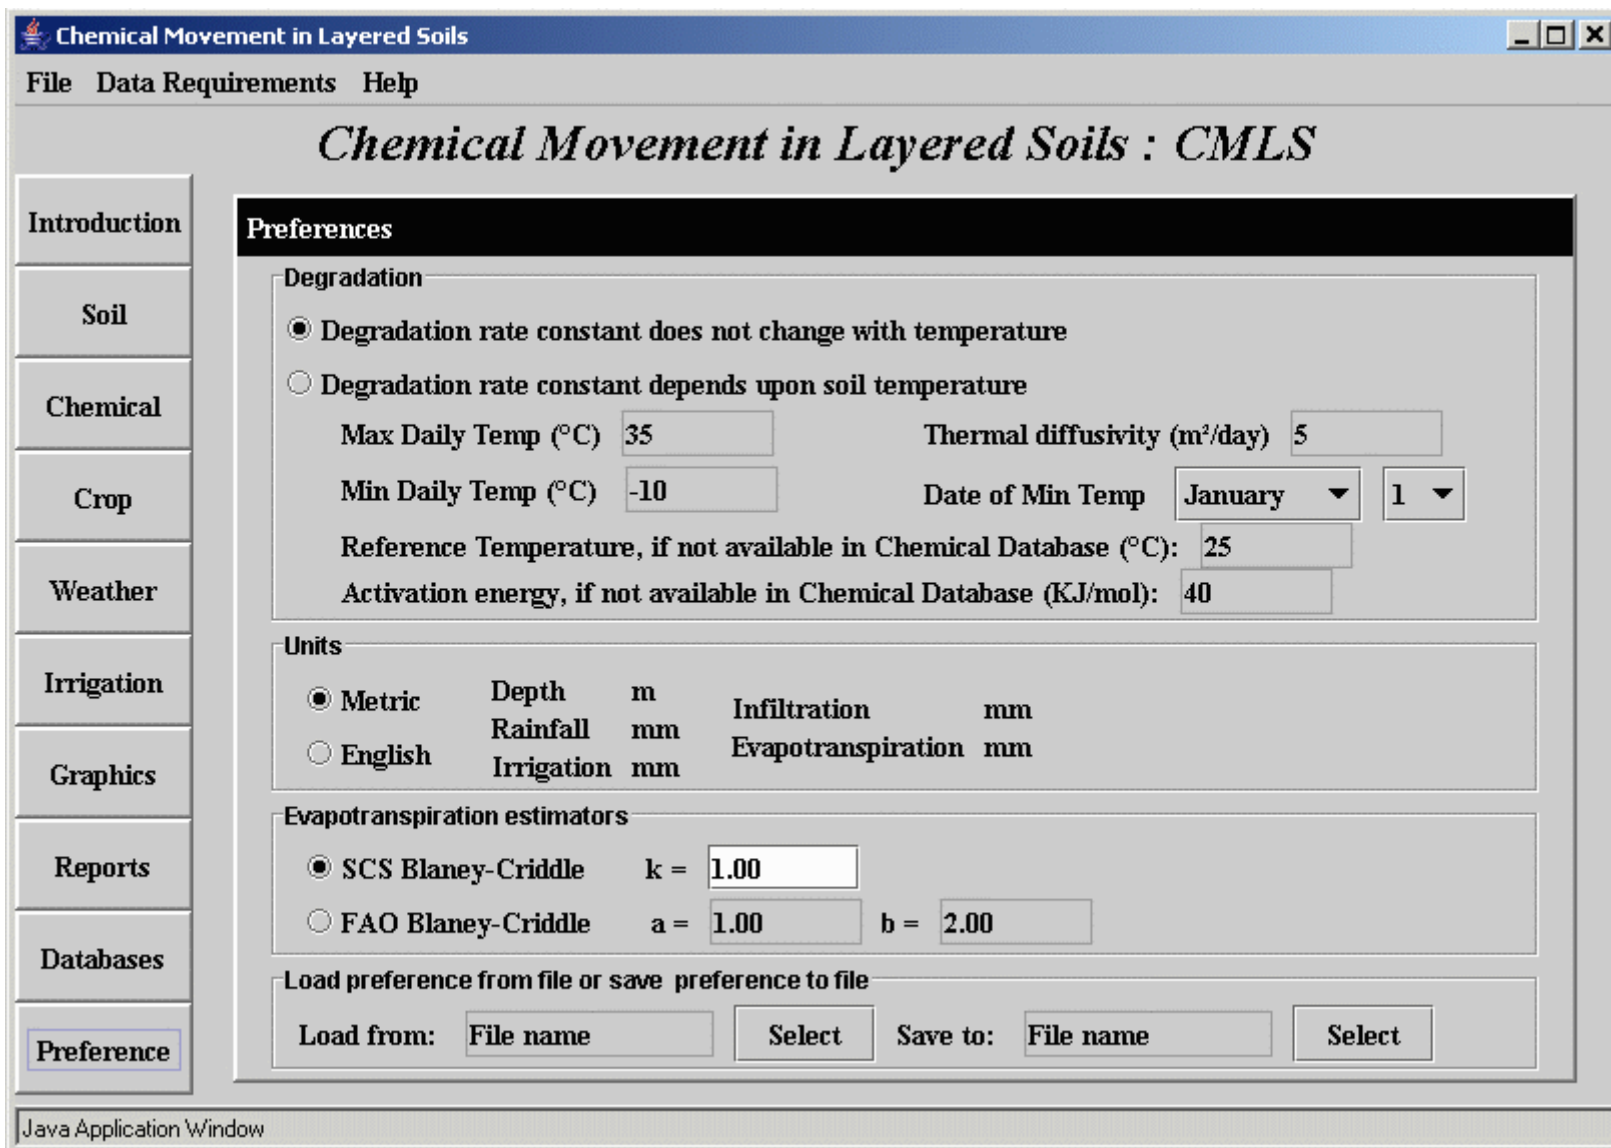 Chemical Movement in Layered Soils
File Data Requirements Help
Chemical Movement in Layered Soils : CMLS
Introduction
Soil
Chemical
Crop
Weather
Irrigation
Graphics
Reports
Databases
Preference
Preferences
Degradation
Degradation rate constant does not change with temperature
Degradation rate constant depends upon soil temperature
Max Daily Temp (°C) 35 Thermal diffusivity (m²/day) 5
Min Daily Temp (°C) -10 Date of Min Temp January 1
Reference Temperature, if not available in Chemical Database (°C): 25
Activation energy, if not available in Chemical Database (KJ/mol): 40
Units
Metric
English
Depth m
Rainfall mm
Irrigation mm
Infiltration mm
Evapotranspiration mm
Evapotranspiration estimators
SCS Blaney-Criddle k = 1.00
FAO Blaney-Criddle a = 1.00 b = 2.00
Load preference from file or save preference to file
Load from: File name Select Save to: File name Select
Java Application Window